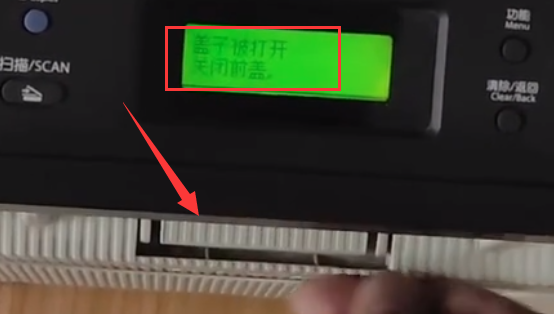 盖子被打开
关闭前盖,
功能
Menu
扫描/SCAN
清除/返回
Clear/Back